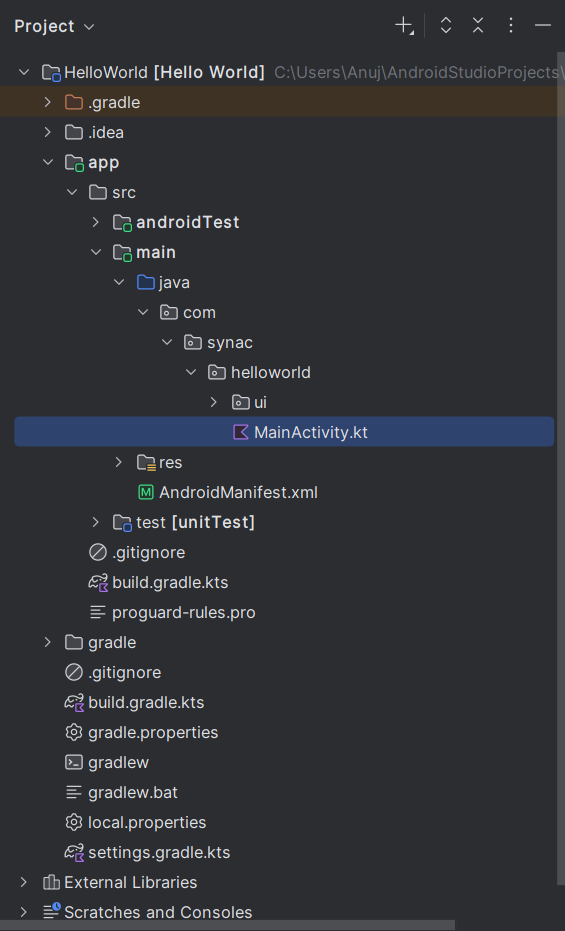 Project
HelloWorld [Hello World] C:\Users\Anuj\AndroidStudioProjects\
.gradle
.idea
app
src
androidTest
main
java
com
synac
helloworld
ui
MainActivity.kt
res
AndroidManifest.xml
test [unitTest]
.gitignore
build.gradle.kts
proguard-rules.pro
gradle
.gitignore
build.gradle.kts
gradle.properties
gradlew
gradlew.bat
local.properties
settings.gradle.kts
External Libraries
Scratches and Consoles